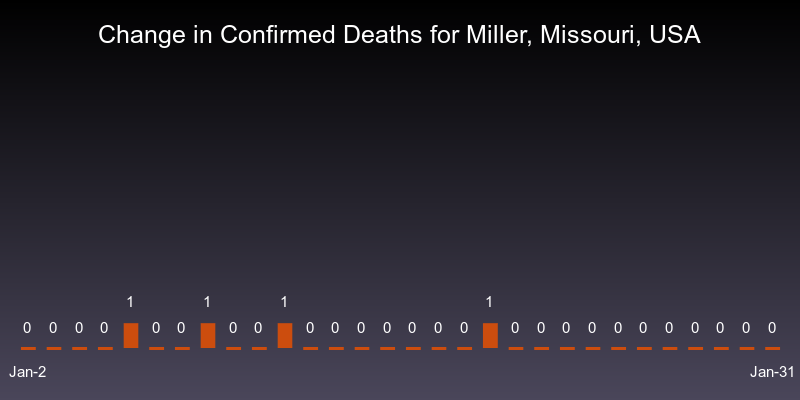 Change in Confirmed Deaths for Miller, Missouri, USA
1 1 1 1
0 0 0 0 0 0 0 0 0 0 0 0 0 0 0 0 0 0 0 0 0 0 0 0 0 0
Jan-2 Jan-31